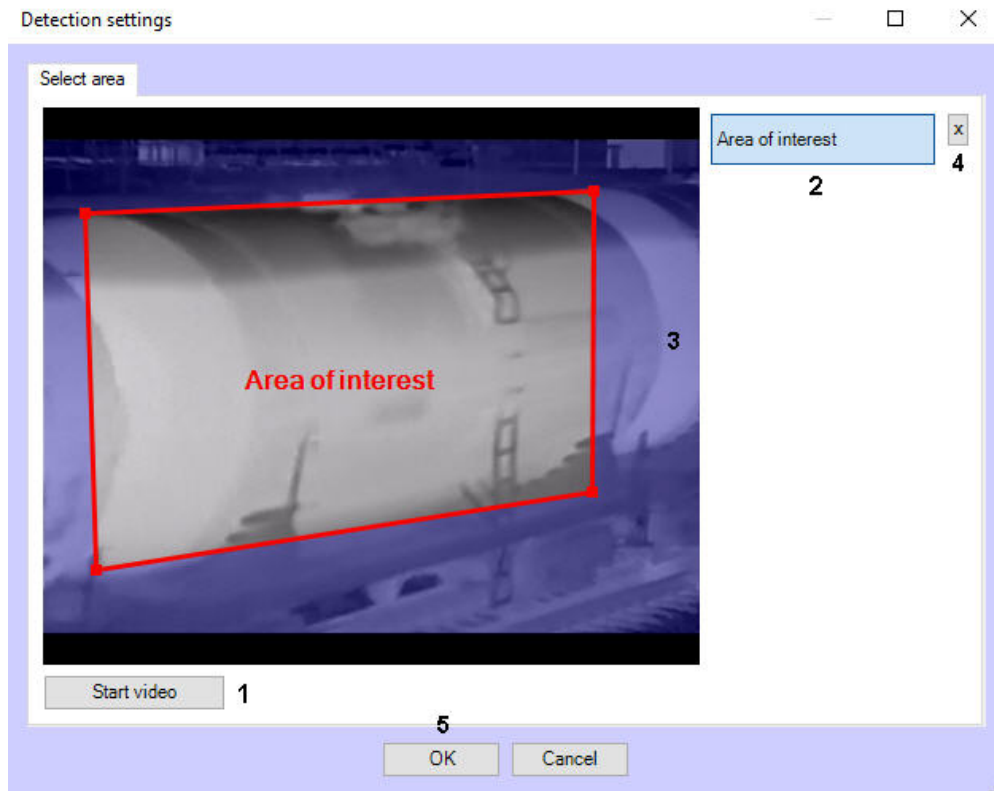 Detection settings
Select area
Area of interest
x
4
2
3
Area of interest
Start video
1
5
OK
Cancel